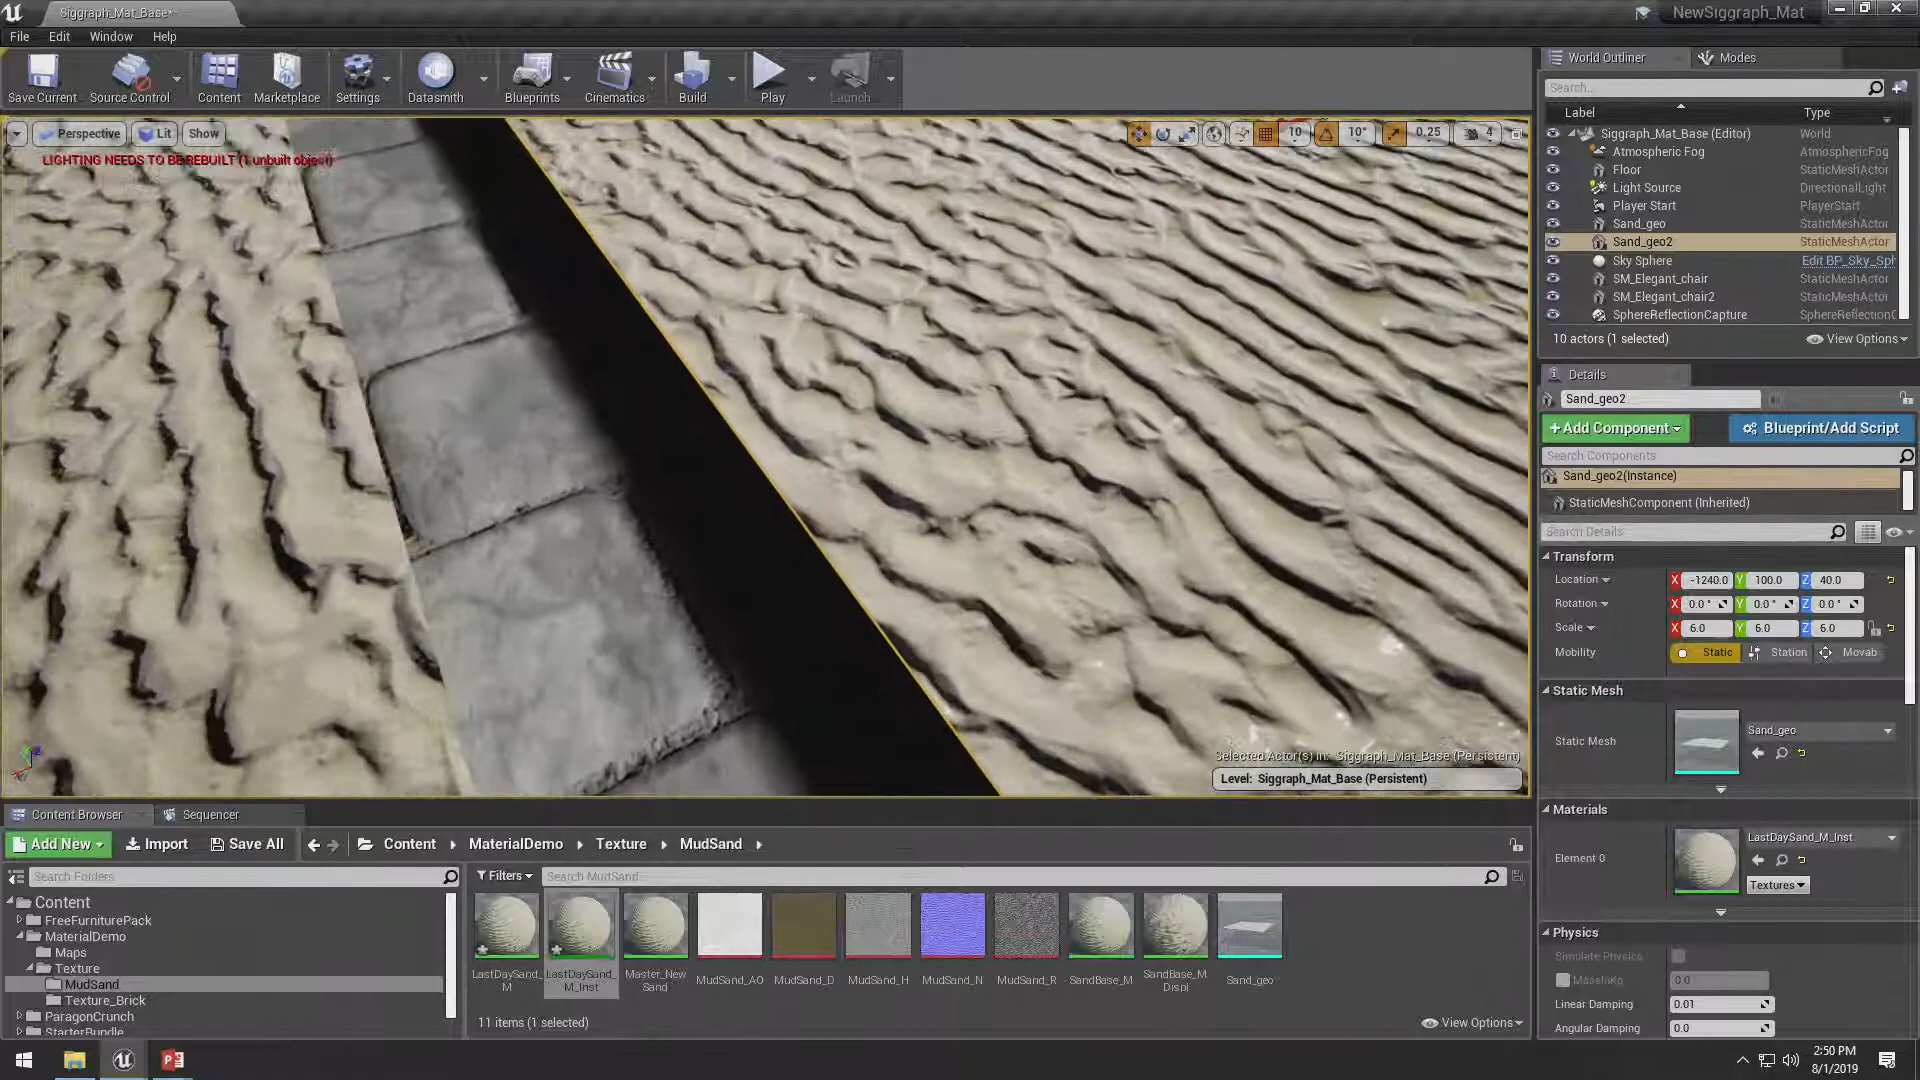 Siggraph_Mat_Base*
NewSiggraph_Mat
File Edit Window Help
Save Current Source Control Content Marketplace Settings Datasmith Blueprints Cinematics Build Play Launch
Perspective Lit Show
10 10° 0.25 4
LIGHTING NEEDS TO BE REBUILT (1 unbuilt object)
Selected Actor(s) in: Siggraph_Mat_Base (Persistent)
Level: Siggraph_Mat_Base (Persistent)
World Outliner Modes
Search...
Label Type
Siggraph_Mat_Base (Editor) World
Atmospheric Fog AtmosphericFog
Floor StaticMeshActor
Light Source DirectionalLight
Player Start PlayerStart
Sand_geo StaticMeshActor
Sand_geo2 StaticMeshActor
Sky Sphere Edit BP_Sky_Sph
SM_Elegant_chair StaticMeshActor
SM_Elegant_chair2 StaticMeshActor
SphereReflectionCapture SphereReflectionC
10 actors (1 selected) View Options
Details
Sand_geo2
+Add Component Blueprint/Add Script
Search Components
Sand_geo2(Instance)
StaticMeshComponent (Inherited)
Search Details
Transform
Location X -1240.0 Y 100.0 Z 40.0
Rotation X 0.0° Y 0.0° Z 0.0°
Scale X 6.0 Y 6.0 Z 6.0
Mobility Static Station Movab
Static Mesh
Static Mesh Sand_geo
Materials
Element 0 LastDaySand_M_Inst
Textures
Physics
Simulate Physics
MassInKg 0.0
Linear Damping 0.01
Angular Damping 0.0
Content Browser Sequencer
Add New Import Save All Content MaterialDemo Texture MudSand
Search Folders
Filters Search MudSand
Content
FreeFurniturePack
MaterialDemo
Maps
Texture
MudSand
Texture_Brick
ParagonCrunch
StarterBundle
LastDaySand_ M
LastDaySand_ M_Inst
Master_New Sand
MudSand_AO
MudSand_D
MudSand_H
MudSand_N
MudSand_R
SandBase_M
SandBase_M Displ
Sand_geo
11 items (1 selected) View Options
2:50 PM
8/1/2019